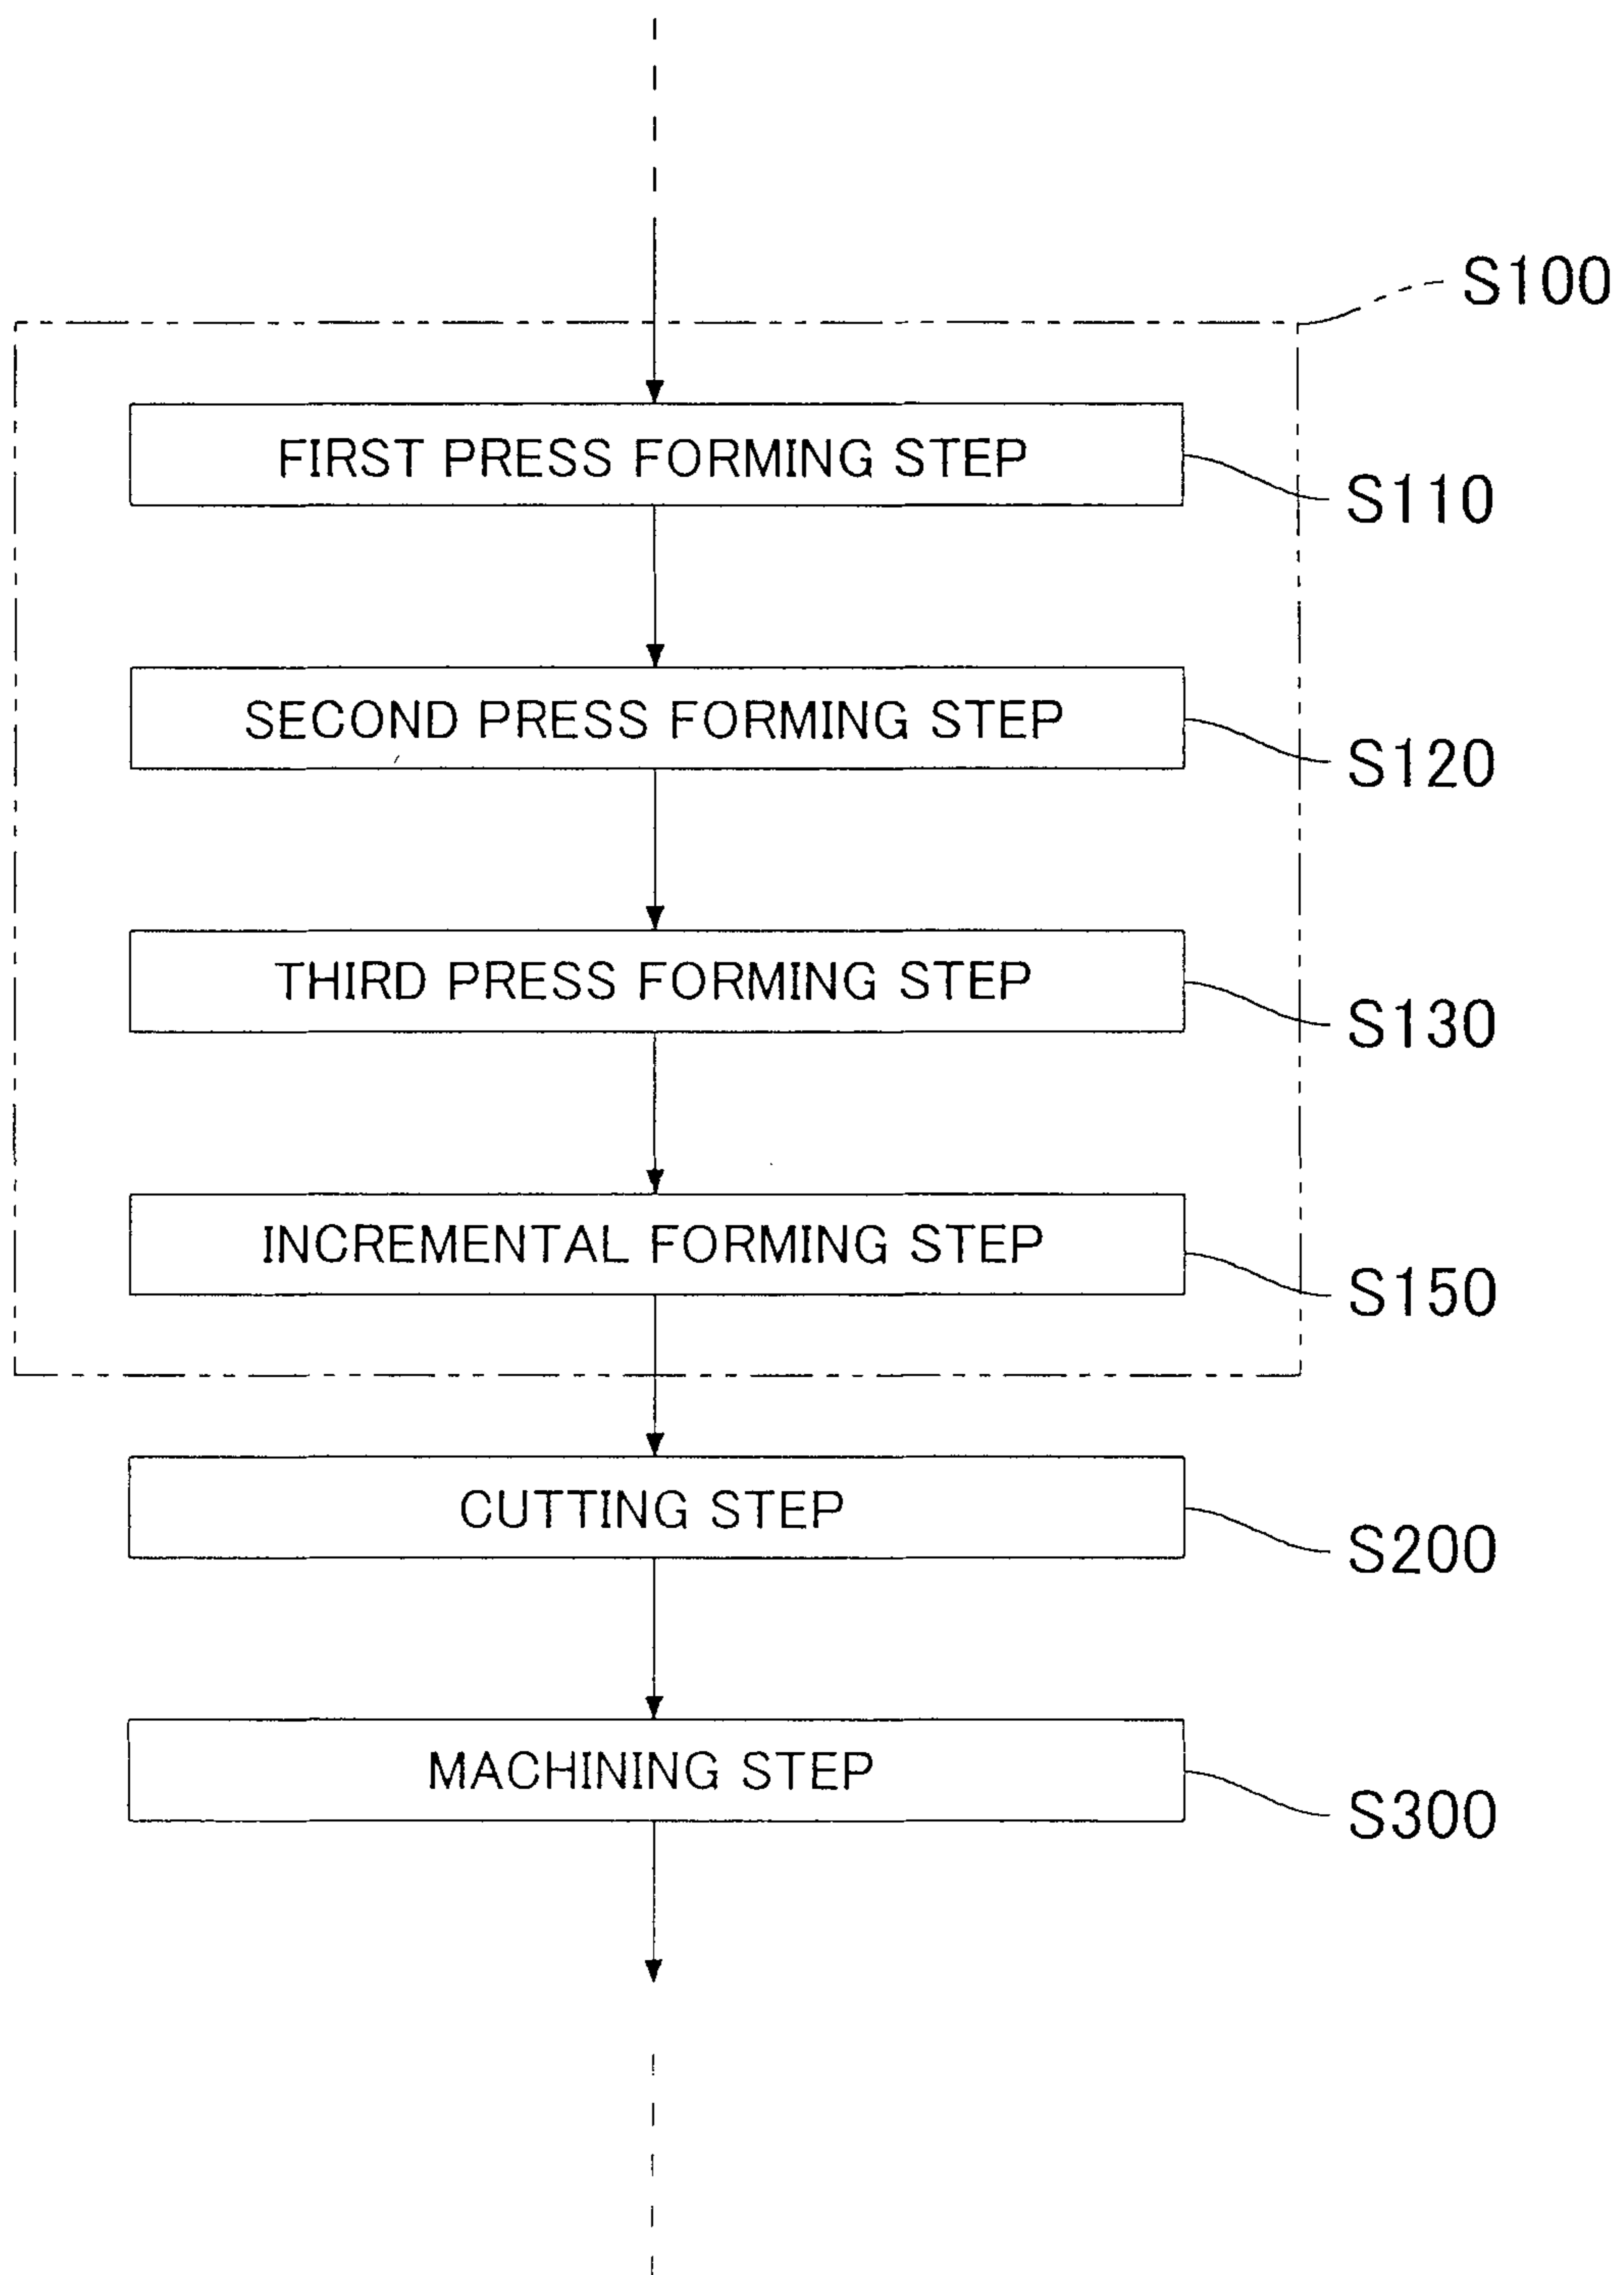 S100
FIRST PRESS FORMING STEP
S110
SECOND PRESS FORMING STEP
S120
THIRD PRESS FORMING STEP
S130
INCREMENTAL FORMING STEP
S150
CUTTING STEP
S200
MACHINING STEP
S300